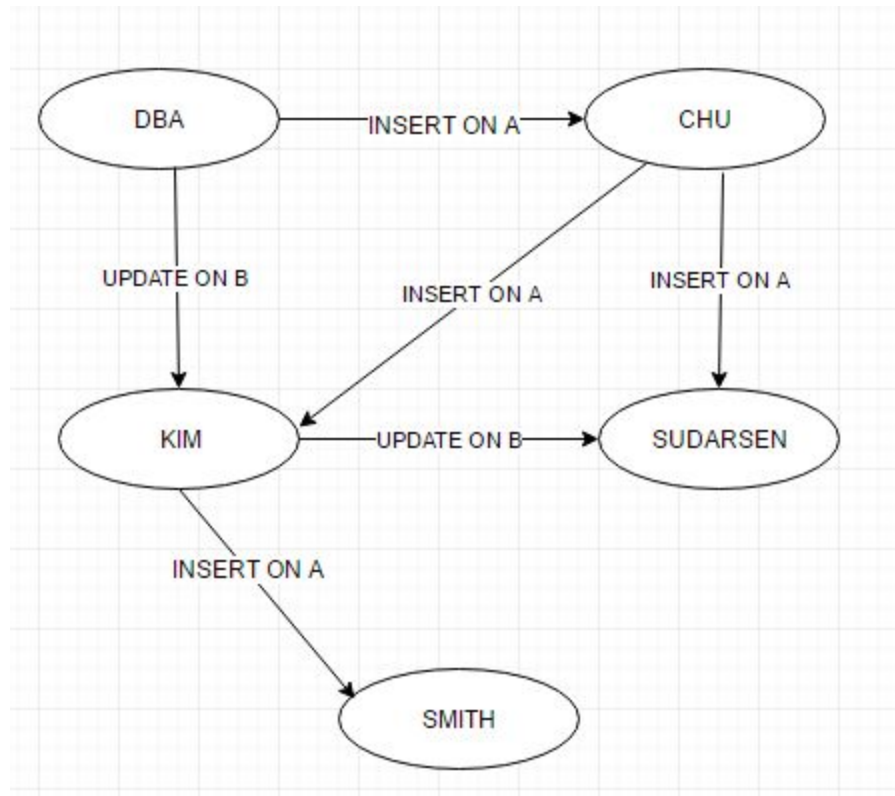 DBA
INSERT ON A
CHU
UPDATE ON B
INSERT ON A
INSERT ON A
KIM
UPDATE ON B
SUDARSEN
INSERT ON A
SMITH